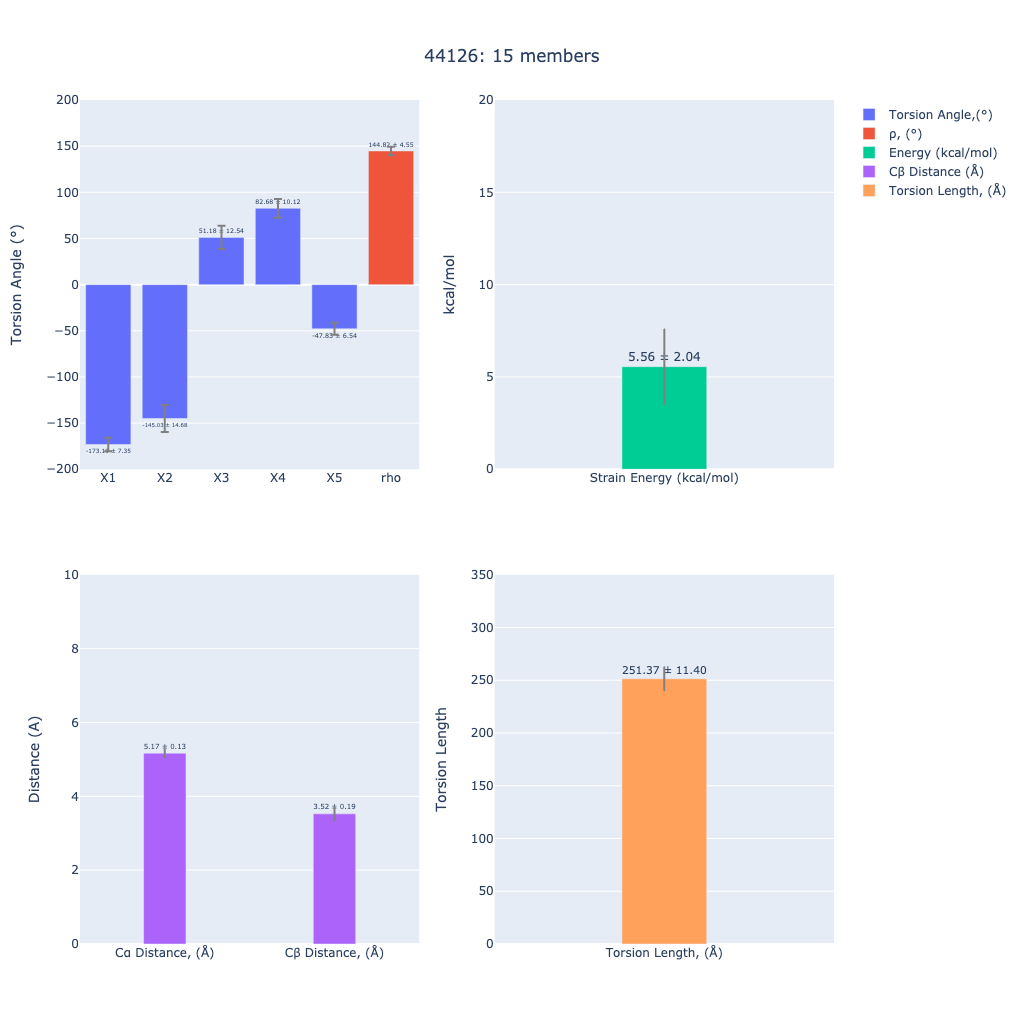 44126: 15 members
Torsion Angle (°)
200
150
100
50
0
−50
−100
−150
−200
144.82 ± 4.55
82.68 ± 10.12
51.18 ± 12.54
-47.83 ± 6.54
-145.03 ± 14.68
± 7.35
X1 X2 X3 X4 X5 rho
kcal/mol
20
15
10
5
0
5.56 ± 2.04
Strain Energy (kcal/mol)
Torsion Angle,(°)
ρ, (°)
Energy (kcal/mol)
Cβ Distance (Å)
Torsion Length, (Å)
Distance (A)
10
8
6
4
2
0
5.17 ± 0.13
3.52 ± 0.19
Cα Distance, (Å) Cβ Distance, (Å)
Torsion Length
350
300
250
200
150
100
50
0
251.37 ± 11.40
Torsion Length, (Å)